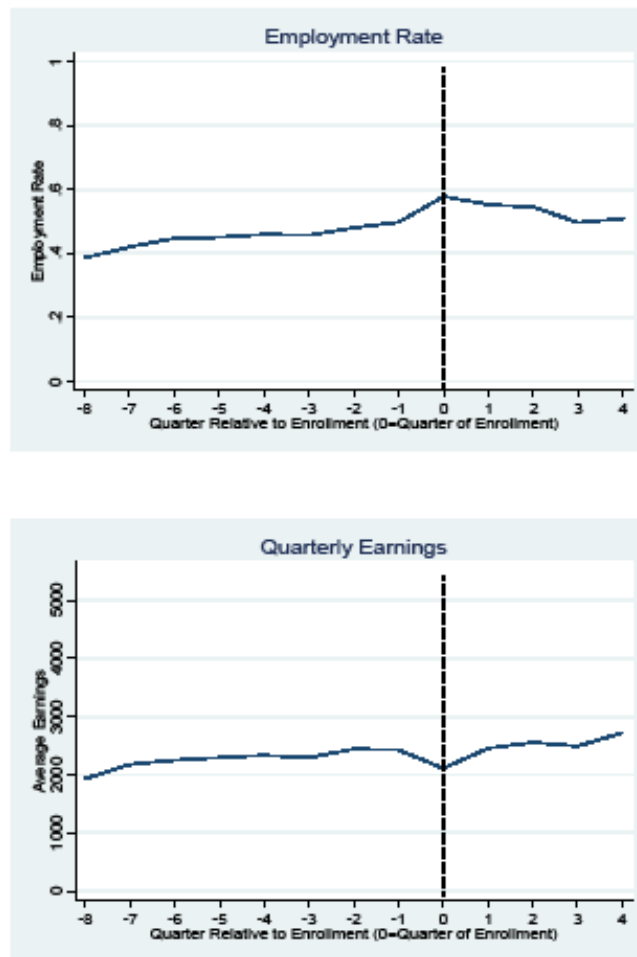 Employment Rate
Employment Rate
1
.8
.6
.4
.2
0
-8 -7 -6 -5 -4 -3 -2 -1 0 1 2 3 4
Quarter Relative to Enrollment (0=Quarter of Enrollment)
Quarterly Earnings
Average Earnings
5000
4000
3000
2000
1000
0
-8 -7 -6 -5 -4 -3 -2 -1 0 1 2 3 4
Quarter Relative to Enrollment (0=Quarter of Enrollment)